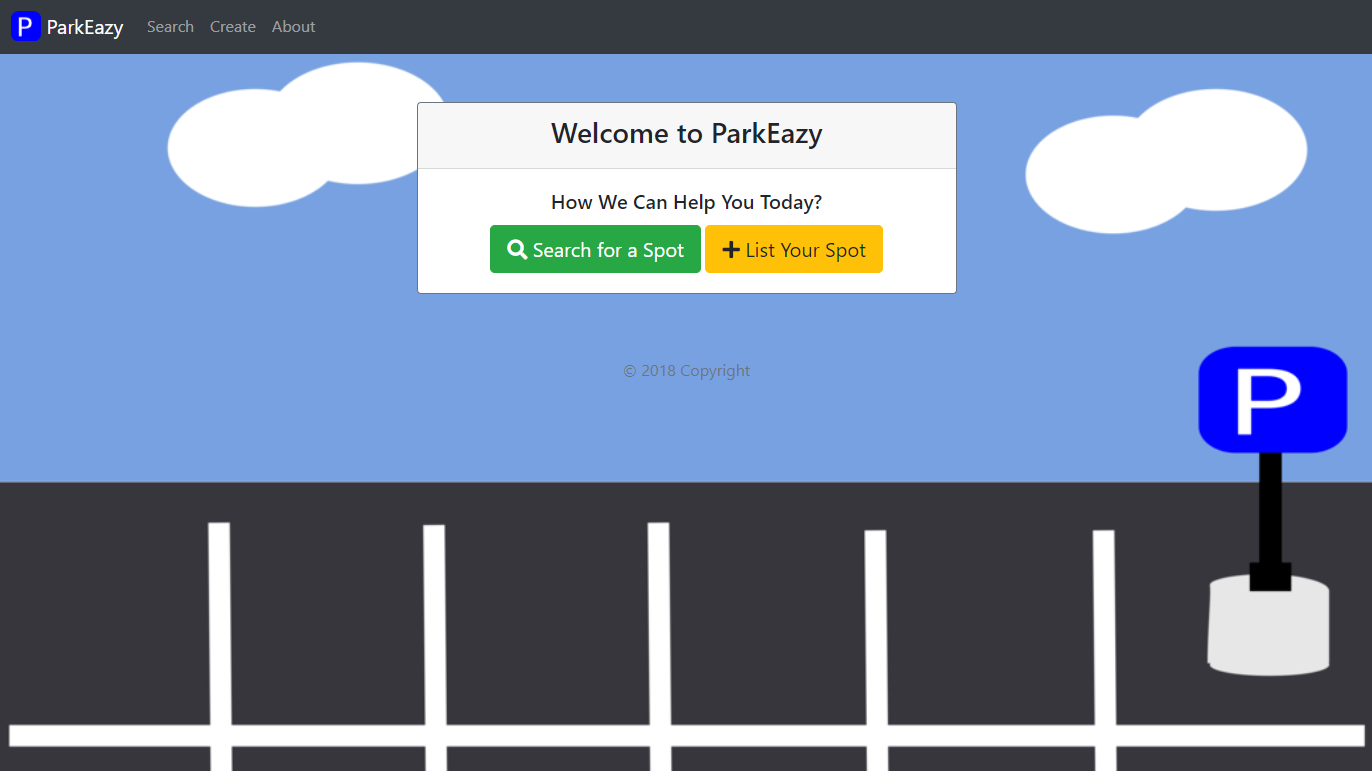 P ParkEazy Search Create About
Welcome to ParkEazy
How We Can Help You Today?
Search for a Spot List Your Spot
© 2018 Copyright
P